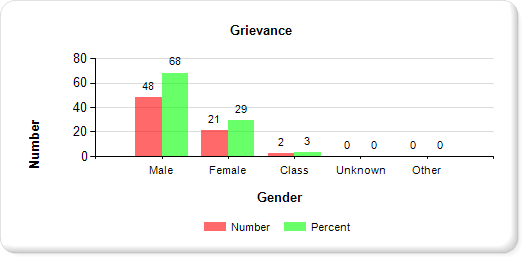 Grievance
80
60
40
20
0
Number
48 68
21 29
2 3
0 0
0 0
Male Female Class Unknown Other
Gender
Number Percent